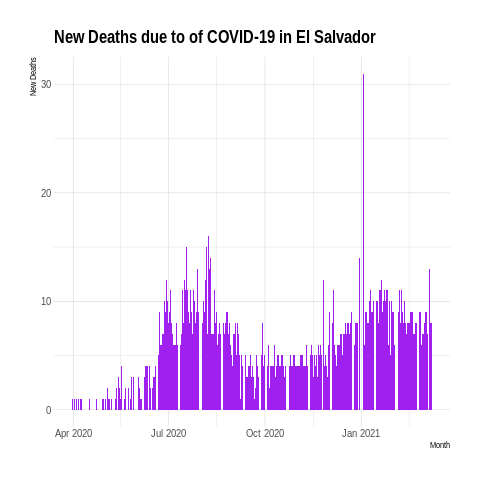 New Deaths due to of COVID-19 in El Salvador
New Deaths
30
20
10
0
Apr 2020 Jul 2020 Oct 2020 Jan 2021
Month